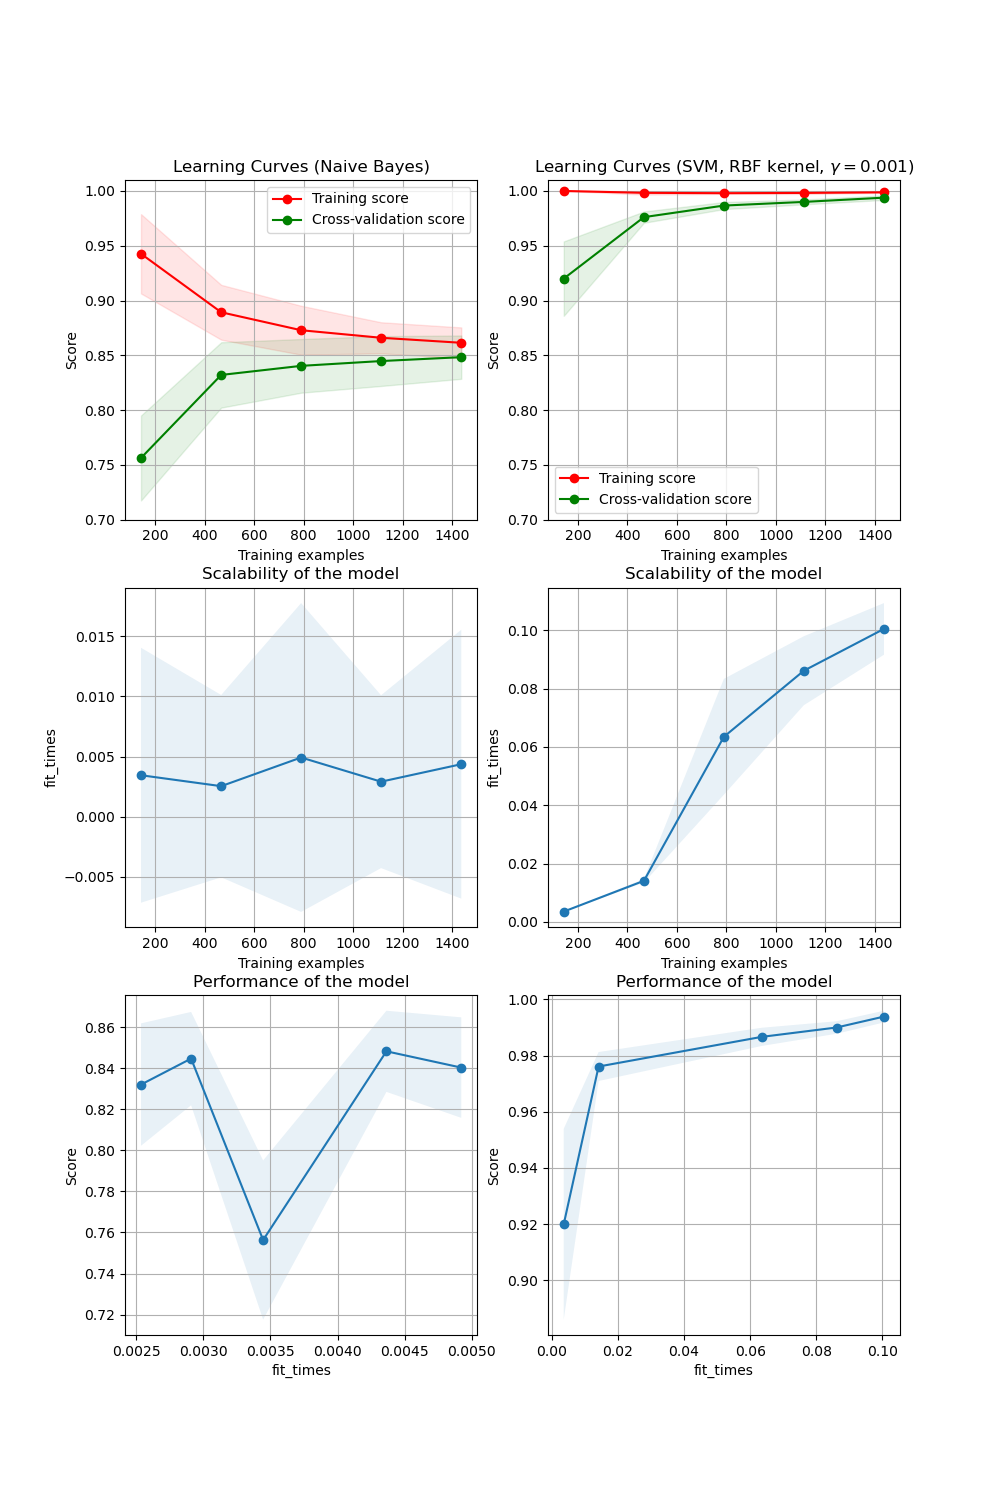 Learning Curves (Naive Bayes)
1.00
0.95
0.90
0.85
0.80
0.75
0.70
Score
Training score
Cross-validation score
200 400 600 800 1000 1200 1400
Training examples
Learning Curves (SVM, RBF kernel, γ = 0.001)
1.00
0.95
0.90
0.85
0.80
0.75
0.70
Score
Training score
Cross-validation score
200 400 600 800 1000 1200 1400
Training examples
Scalability of the model
0.015
0.010
0.005
0.000
−0.005
fit_times
200 400 600 800 1000 1200 1400
Training examples
Scalability of the model
0.10
0.08
0.06
0.04
0.02
0.00
fit_times
200 400 600 800 1000 1200 1400
Training examples
Performance of the model
0.86
0.84
0.82
0.80
0.78
0.76
0.74
0.72
Score
0.0025 0.0030 0.0035 0.0040 0.0045 0.0050
fit_times
Performance of the model
1.00
0.98
0.96
0.94
0.92
0.90
Score
0.00 0.02 0.04 0.06 0.08 0.10
fit_times